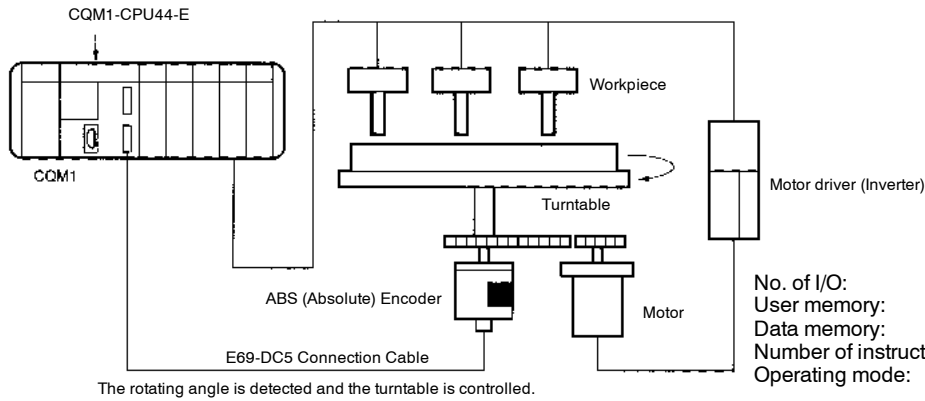 CQM1-CPU44-E
Workpiece
CQM1
Motor driver (Inverter)
Turntable
ABS (Absolute) Encoder
Motor
No. of I/O:
User memory:
Data memory:
Number of instruct
Operating mode:
E69-DC5 Connection Cable
The rotating angle is detected and the turntable is controlled.